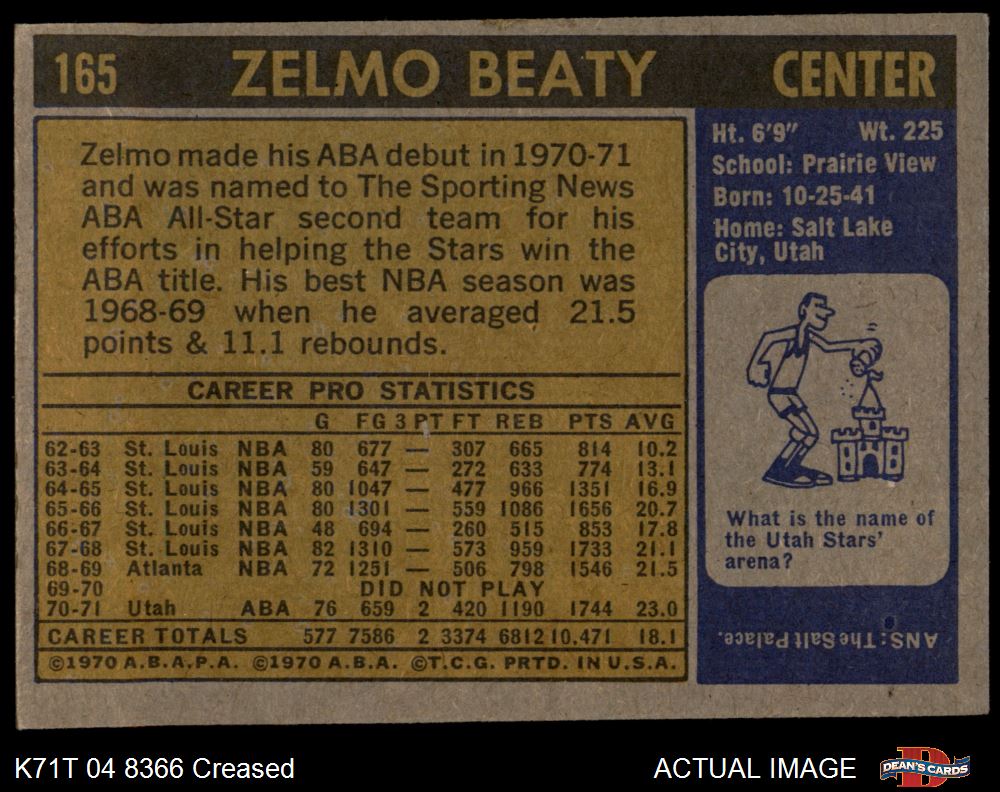 165 ZELMO BEATY CENTER
Zelmo made his ABA debut in 1970-71
and was named to The Sporting News
ABA All-Star second team for his
efforts in helping the Stars win the
ABA title. His best NBA season was
1968-69 when he averaged 21.5
points & 11.1 rebounds.
CAREER PRO STATISTICS
G FG 3 PT FT REB PTS AVG
62-63 St. Louis NBA 80 677 — 307 665 814 10.2
63-64 St. Louis NBA 59 647 — 272 633 774 13.1
64-65 St. Louis NBA 80 1047 — 477 966 1351 16.9
65-66 St. Louis NBA 80 1301 — 559 1086 1656 20.7
66-67 St. Louis NBA 48 694 — 260 515 853 17.8
67-68 St. Louis NBA 82 1310 — 573 959 1733 21.1
68-69 Atlanta NBA 72 1251 — 506 798 1546 21.5
69-70 DID NOT PLAY
70-71 Utah ABA 76 659 2 420 1190 1744 23.0
CAREER TOTALS 577 7586 2 3374 6812 10,471 18.1
©1970 A.B.A.P.A. ©1970 A.B.A. ©T.C.G. PRTD. IN U.S.A.
Ht. 6'9" Wt. 225
School: Prairie View
Born: 10-25-41
Home: Salt Lake
City, Utah
What is the name of
the Utah Stars'
arena?
ANS: The Salt Palace.
K71T 04 8366 Creased
ACTUAL IMAGE
D
DEAN'S CARDS